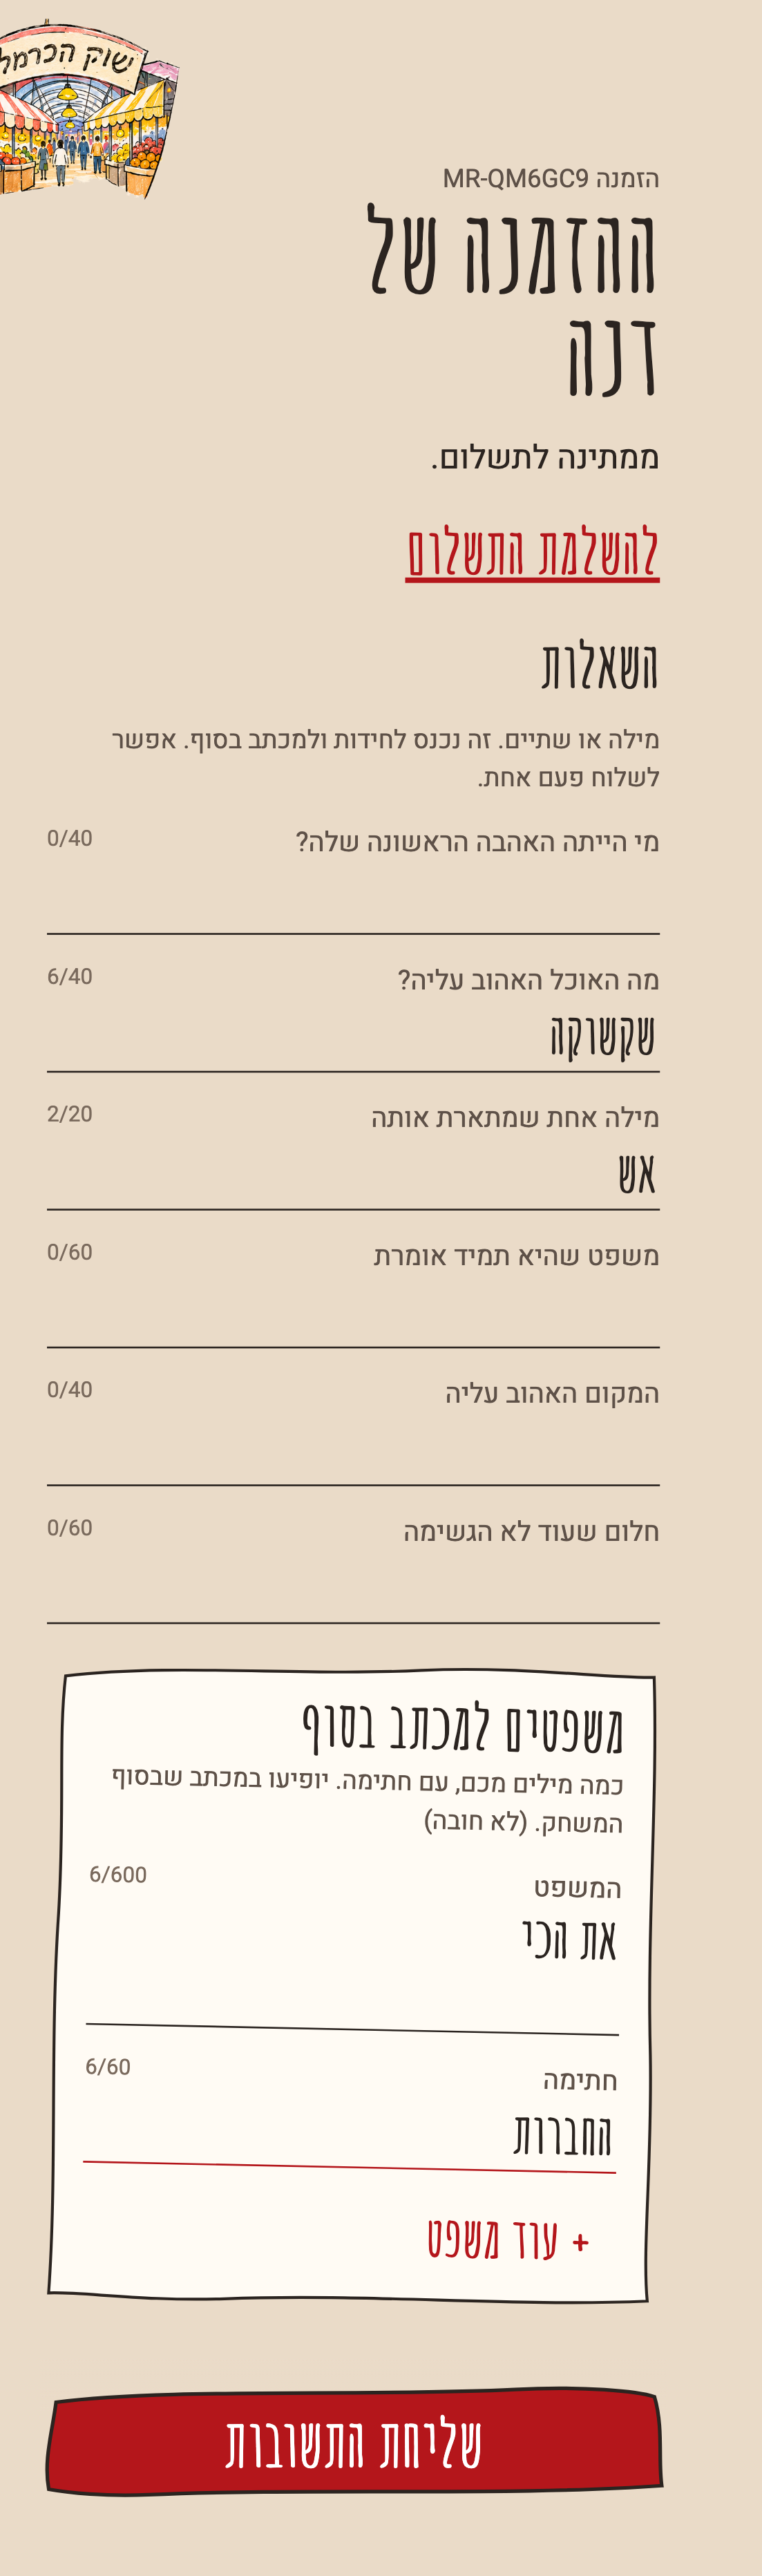 שוק הכרמל
הזמנה MR-QM6GC9
ההזמנה של
דנה
ממתינה לתשלום.
להשלמת התשלום
השאלות
מילה או שתיים. זה נכנס לחידות ולמכתב בסוף. אפשר
לשלוח פעם אחת.
מי הייתה האהבה הראשונה שלה?
0/40
מה האוכל האהוב עליה?
6/40
שקשוקה
מילה אחת שמתארת אותה
2/20
אש
משפט שהיא תמיד אומרת
0/60
המקום האהוב עליה
0/40
חלום שעוד לא הגשימה
0/60
משפטים למכתב בסוף
כמה מילים מכם, עם חתימה. יופיעו במכתב שבסוף
המשחק. (לא חובה)
המשפט
6/600
את הכי
חתימה
6/60
החברות
+ עוד משפט
שליחת התשובות